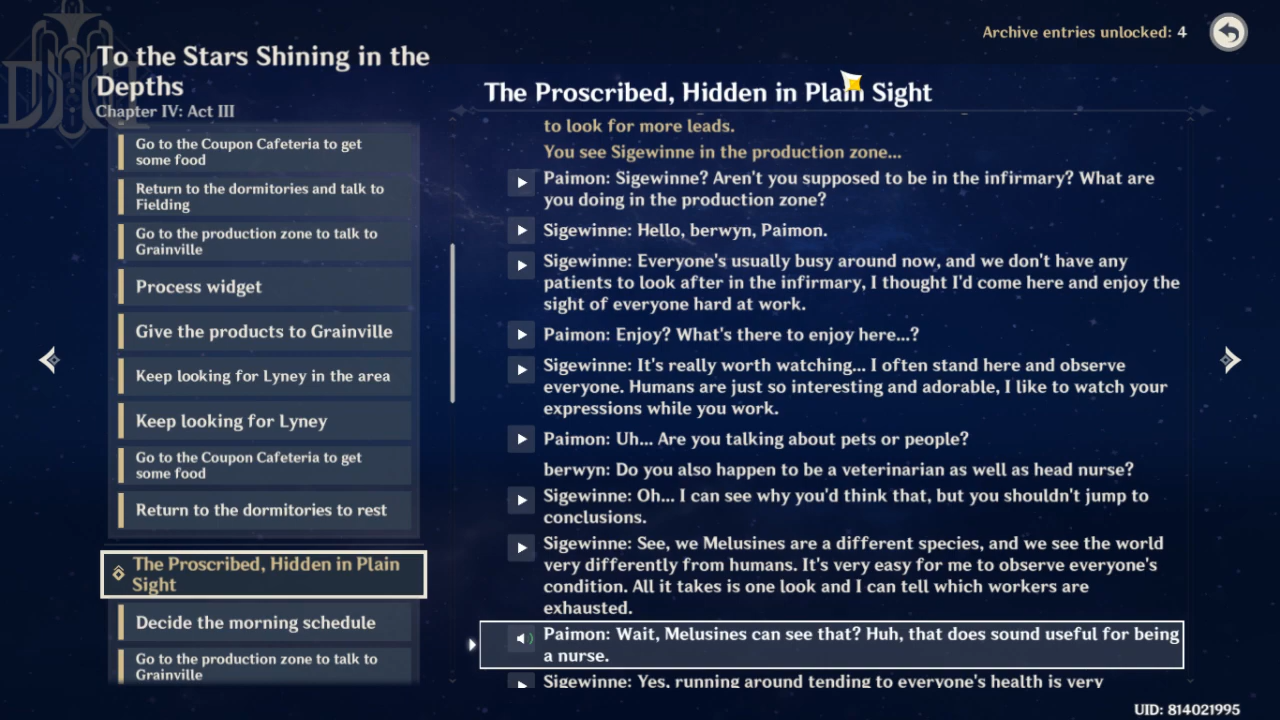 To the Stars Shining in the
Depths
Chapter IV: Act III
Go to the Coupon Cafeteria to get
some food
Return to the dormitories and talk to
Fielding
Go to the production zone to talk to
Grainville
Process widget
Give the products to Grainville
Keep looking for Lyney in the area
Keep looking for Lyney
Go to the Coupon Cafeteria to get
some food
Return to the dormitories to rest
The Proscribed, Hidden in Plain
Sight
Decide the morning schedule
Go to the production zone to talk to
Grainville
Archive entries unlocked: 4
The Proscribed, Hidden in Plain Sight
to look for more leads.
You see Sigewinne in the production zone...
Paimon: Sigewinne? Aren't you supposed to be in the infirmary? What are
you doing in the production zone?
Sigewinne: Hello, berwyn, Paimon.
Sigewinne: Everyone's usually busy around now, and we don't have any
patients to look after in the infirmary, I thought I'd come here and enjoy the
sight of everyone hard at work.
Paimon: Enjoy? What's there to enjoy here...?
Sigewinne: It's really worth watching... I often stand here and observe
everyone. Humans are just so interesting and adorable, I like to watch your
expressions while you work.
Paimon: Uh... Are you talking about pets or people?
berwyn: Do you also happen to be a veterinarian as well as head nurse?
Sigewinne: Oh... I can see why you'd think that, but you shouldn't jump to
conclusions.
Sigewinne: See, we Melusines are a different species, and we see the world
very differently from humans. It's very easy for me to observe everyone's
condition. All it takes is one look and I can tell which workers are
exhausted.
Paimon: Wait, Melusines can see that? Huh, that does sound useful for being
a nurse.
Sigewinne: Yes, running around tending to everyone's health is very
UID: 814021995